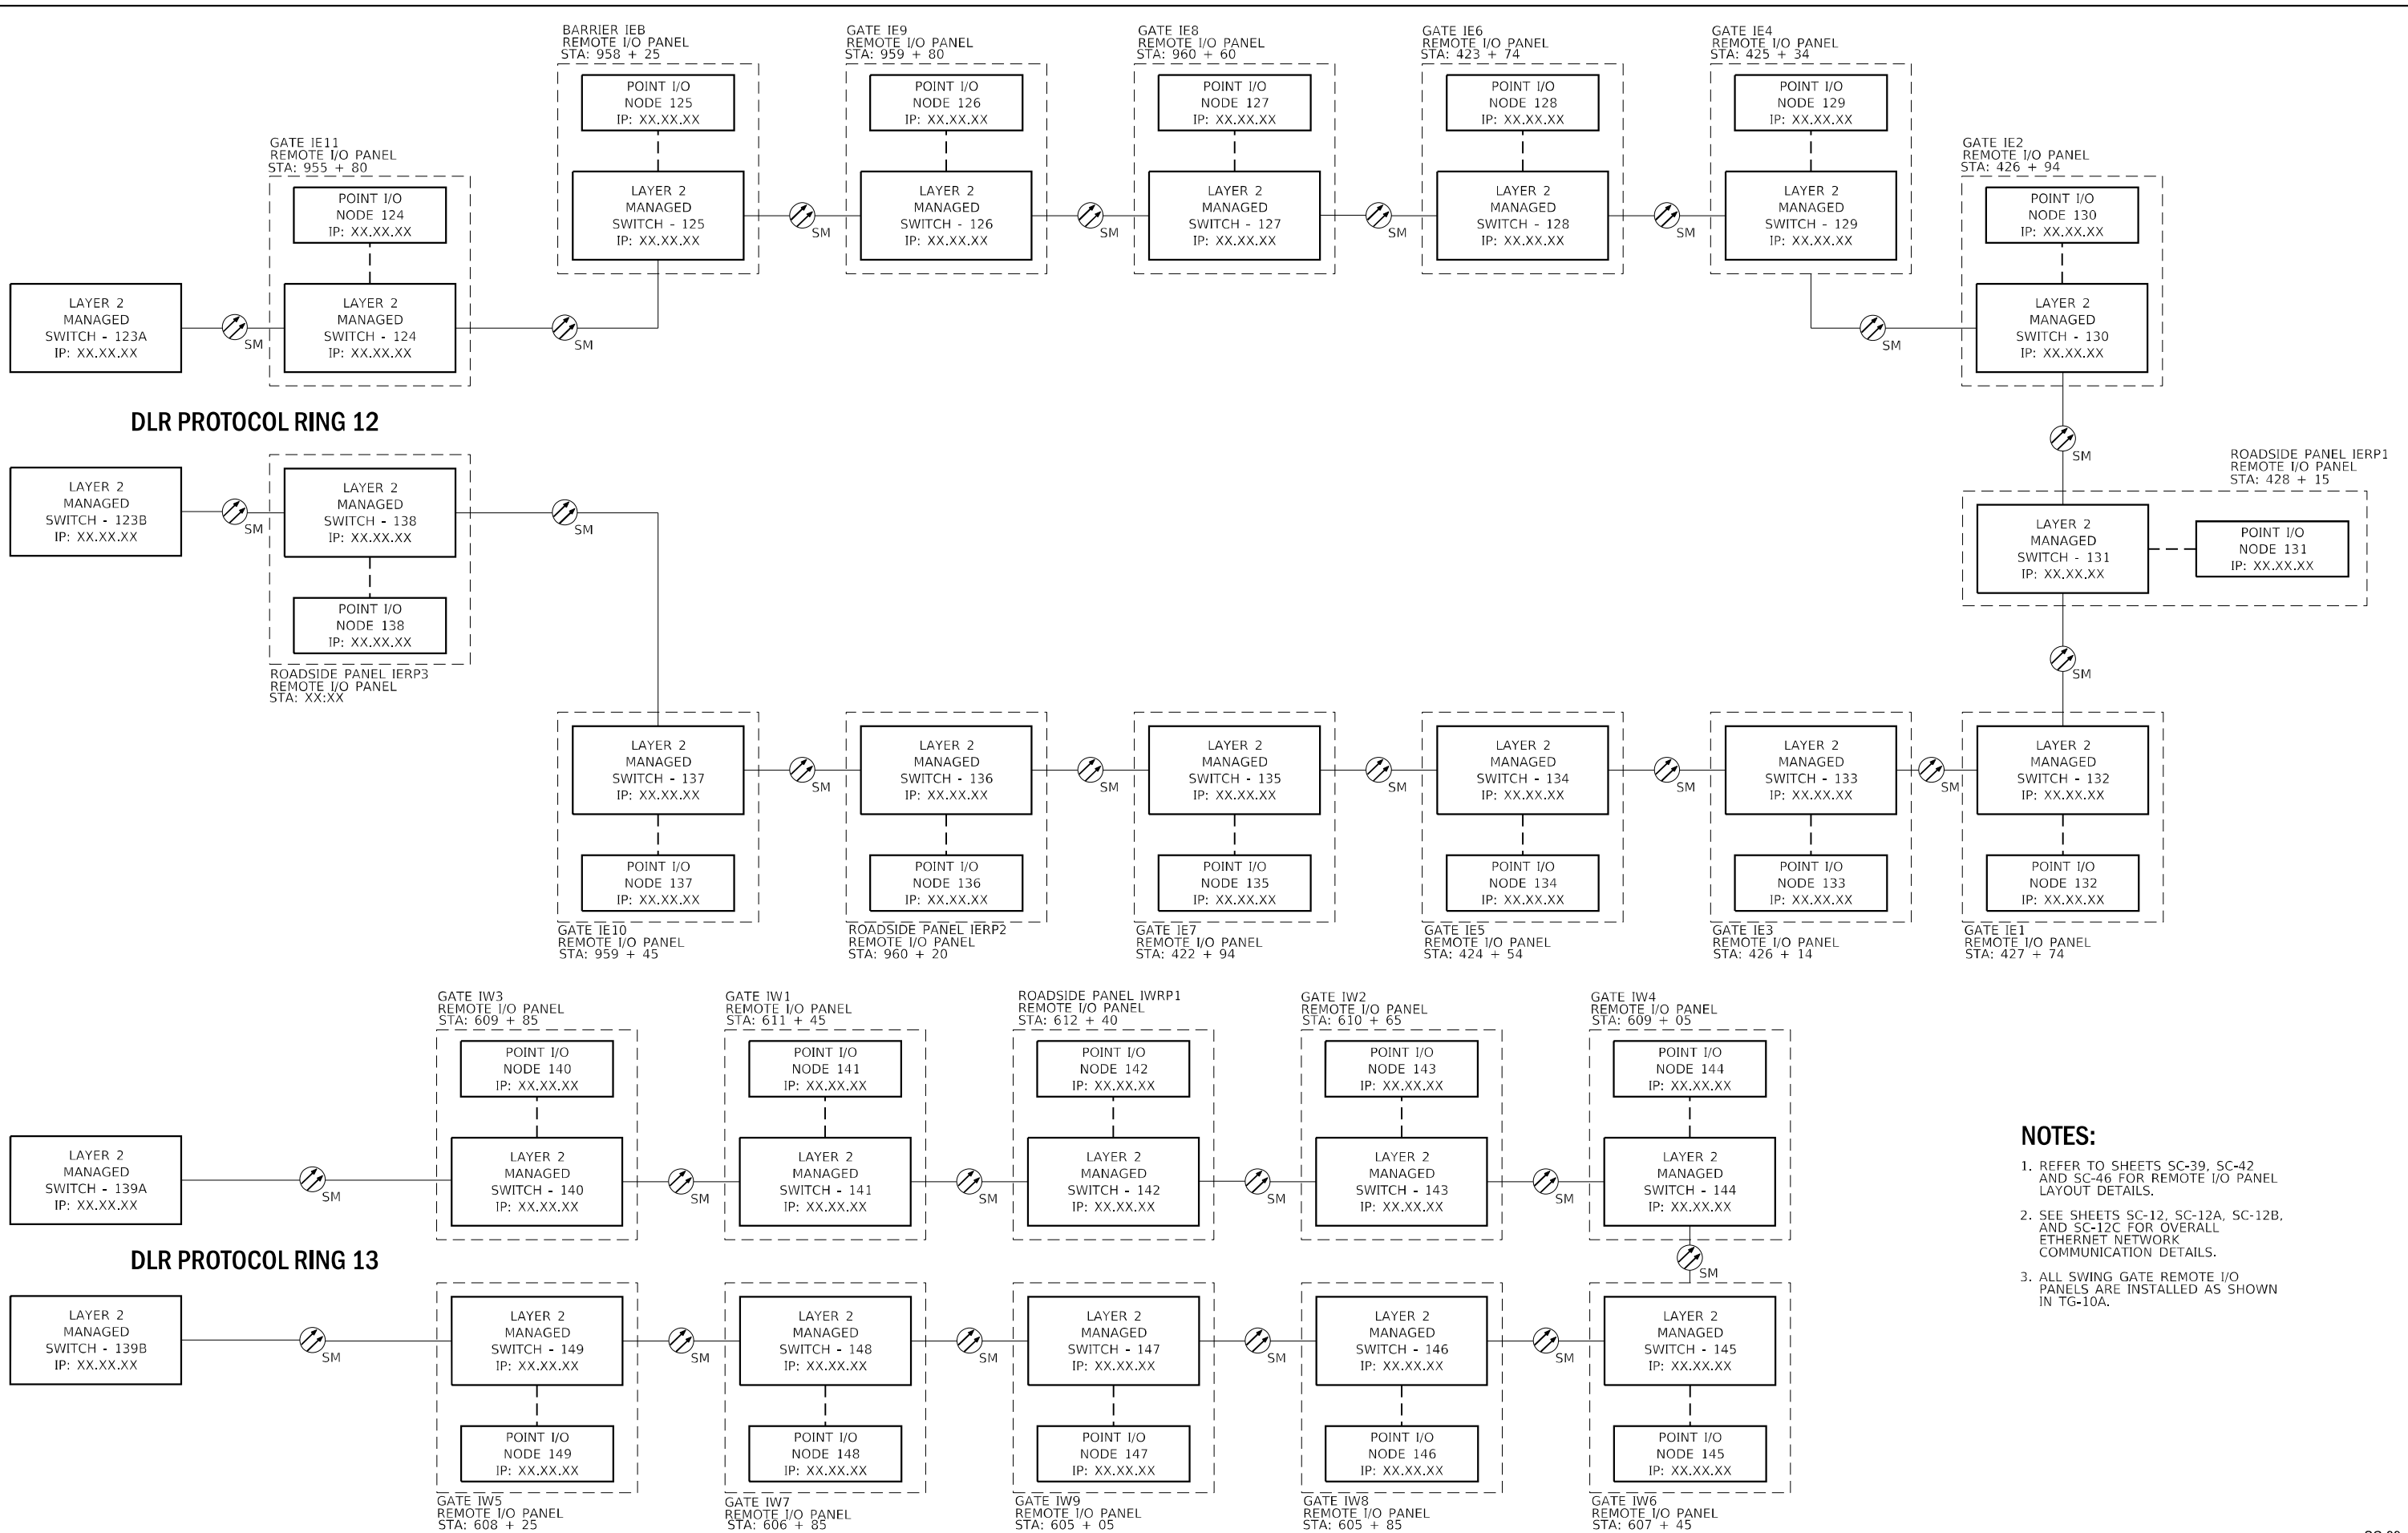 BARRIER IEB
REMOTE I/O PANEL
STA: 958 + 25
GATE IE9
REMOTE I/O PANEL
STA: 959 + 80
GATE IE8
REMOTE I/O PANEL
STA: 960 + 60
GATE IE6
REMOTE I/O PANEL
STA: 423 + 74
GATE IE4
REMOTE I/O PANEL
STA: 425 + 34
POINT I/O
NODE 125
IP: XX.XX.XX
POINT I/O
NODE 126
IP: XX.XX.XX
POINT I/O
NODE 127
IP: XX.XX.XX
POINT I/O
NODE 128
IP: XX.XX.XX
POINT I/O
NODE 129
IP: XX.XX.XX
GATE IE11
REMOTE I/O PANEL
STA: 955 + 80
GATE IE2
REMOTE I/O PANEL
STA: 426 + 94
POINT I/O
NODE 124
IP: XX.XX.XX
LAYER 2
MANAGED
SWITCH - 125
IP: XX.XX.XX
SM
LAYER 2
MANAGED
SWITCH - 126
IP: XX.XX.XX
SM
LAYER 2
MANAGED
SWITCH - 127
IP: XX.XX.XX
SM
LAYER 2
MANAGED
SWITCH - 128
IP: XX.XX.XX
SM
LAYER 2
MANAGED
SWITCH - 129
IP: XX.XX.XX
POINT I/O
NODE 130
IP: XX.XX.XX
LAYER 2
MANAGED
SWITCH - 123A
IP: XX.XX.XX
SM
LAYER 2
MANAGED
SWITCH - 124
IP: XX.XX.XX
SM
SM
LAYER 2
MANAGED
SWITCH - 130
IP: XX.XX.XX
DLR PROTOCOL RING 12
SM
ROADSIDE PANEL IERP1
REMOTE I/O PANEL
STA: 428 + 15
LAYER 2
MANAGED
SWITCH - 123B
IP: XX.XX.XX
SM
LAYER 2
MANAGED
SWITCH - 138
IP: XX.XX.XX
SM
LAYER 2
MANAGED
SWITCH - 131
IP: XX.XX.XX
POINT I/O
NODE 131
IP: XX.XX.XX
POINT I/O
NODE 138
IP: XX.XX.XX
ROADSIDE PANEL IERP3
REMOTE I/O PANEL
STA: XX:XX
SM
LAYER 2
MANAGED
SWITCH - 137
IP: XX.XX.XX
SM
LAYER 2
MANAGED
SWITCH - 136
IP: XX.XX.XX
SM
LAYER 2
MANAGED
SWITCH - 135
IP: XX.XX.XX
SM
LAYER 2
MANAGED
SWITCH - 134
IP: XX.XX.XX
SM
LAYER 2
MANAGED
SWITCH - 133
IP: XX.XX.XX
SM
LAYER 2
MANAGED
SWITCH - 132
IP: XX.XX.XX
POINT I/O
NODE 137
IP: XX.XX.XX
POINT I/O
NODE 136
IP: XX.XX.XX
POINT I/O
NODE 135
IP: XX.XX.XX
POINT I/O
NODE 134
IP: XX.XX.XX
POINT I/O
NODE 133
IP: XX.XX.XX
POINT I/O
NODE 132
IP: XX.XX.XX
GATE IE10
REMOTE I/O PANEL
STA: 959 + 45
ROADSIDE PANEL IERP2
REMOTE I/O PANEL
STA: 960 + 20
GATE IE7
REMOTE I/O PANEL
STA: 422 + 94
GATE IE5
REMOTE I/O PANEL
STA: 424 + 54
GATE IE3
REMOTE I/O PANEL
STA: 426 + 14
GATE IE1
REMOTE I/O PANEL
STA: 427 + 74
GATE IW3
REMOTE I/O PANEL
STA: 609 + 85
GATE IW1
REMOTE I/O PANEL
STA: 611 + 45
ROADSIDE PANEL IWRP1
REMOTE I/O PANEL
STA: 612 + 40
GATE IW2
REMOTE I/O PANEL
STA: 610 + 65
GATE IW4
REMOTE I/O PANEL
STA: 609 + 05
POINT I/O
NODE 140
IP: XX.XX.XX
POINT I/O
NODE 141
IP: XX.XX.XX
POINT I/O
NODE 142
IP: XX.XX.XX
POINT I/O
NODE 143
IP: XX.XX.XX
POINT I/O
NODE 144
IP: XX.XX.XX
LAYER 2
MANAGED
SWITCH - 139A
IP: XX.XX.XX
SM
LAYER 2
MANAGED
SWITCH - 140
IP: XX.XX.XX
SM
LAYER 2
MANAGED
SWITCH - 141
IP: XX.XX.XX
SM
LAYER 2
MANAGED
SWITCH - 142
IP: XX.XX.XX
SM
LAYER 2
MANAGED
SWITCH - 143
IP: XX.XX.XX
SM
LAYER 2
MANAGED
SWITCH - 144
IP: XX.XX.XX
DLR PROTOCOL RING 13
SM
LAYER 2
MANAGED
SWITCH - 139B
IP: XX.XX.XX
SM
LAYER 2
MANAGED
SWITCH - 149
IP: XX.XX.XX
SM
LAYER 2
MANAGED
SWITCH - 148
IP: XX.XX.XX
SM
LAYER 2
MANAGED
SWITCH - 147
IP: XX.XX.XX
SM
LAYER 2
MANAGED
SWITCH - 146
IP: XX.XX.XX
SM
LAYER 2
MANAGED
SWITCH - 145
IP: XX.XX.XX
POINT I/O
NODE 149
IP: XX.XX.XX
POINT I/O
NODE 148
IP: XX.XX.XX
POINT I/O
NODE 147
IP: XX.XX.XX
POINT I/O
NODE 146
IP: XX.XX.XX
POINT I/O
NODE 145
IP: XX.XX.XX
GATE IW5
REMOTE I/O PANEL
STA: 608 + 25
GATE IW7
REMOTE I/O PANEL
STA: 606 + 85
GATE IW9
REMOTE I/O PANEL
STA: 605 + 05
GATE IW8
REMOTE I/O PANEL
STA: 605 + 85
GATE IW6
REMOTE I/O PANEL
STA: 607 + 45
NOTES:
1. REFER TO SHEETS SC-39, SC-42
AND SC-46 FOR REMOTE I/O PANEL
LAYOUT DETAILS.
2. SEE SHEETS SC-12, SC-12A, SC-12B,
AND SC-12C FOR OVERALL
ETHERNET NETWORK
COMMUNICATION DETAILS.
3. ALL SWING GATE REMOTE I/O
PANELS ARE INSTALLED AS SHOWN
IN TG-10A.